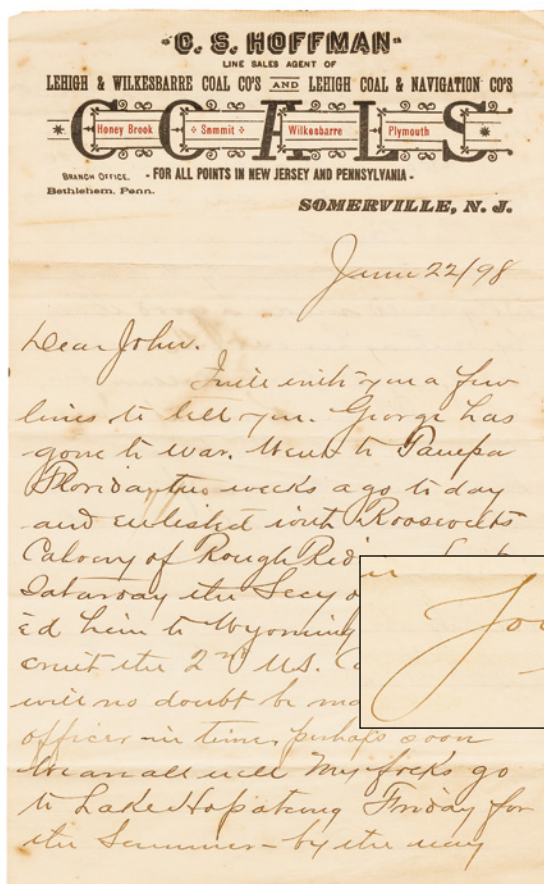 C. S. HOFFMAN
LINE SALES AGENT OF
LEHIGH & WILKESBARRE COAL CO'S AND LEHIGH COAL & NAVIGATION CO'S
COALS
Honey Brook Summit Wilkesbarre Plymouth
BRANCH OFFICE. - FOR ALL POINTS IN NEW JERSEY AND PENNSYLVANIA -
Bethlehem, Penn.
SOMERVILLE, N. J.
June 22/98
Dear John.
I will write you a few
lines to tell you. George has
gone to war. Went to Tampa
Florida two weeks ago to day
and enlisted with Roosevelts
Calvary of Rough Rid
Saturday the Secy o
ed him to Wyoming
cruit the 2nd U.S. C
will no doubt be ma
officer in time, perhaps soon
We are all well My folks go
to Lake Hopatcong Friday for
the Summer - by the way